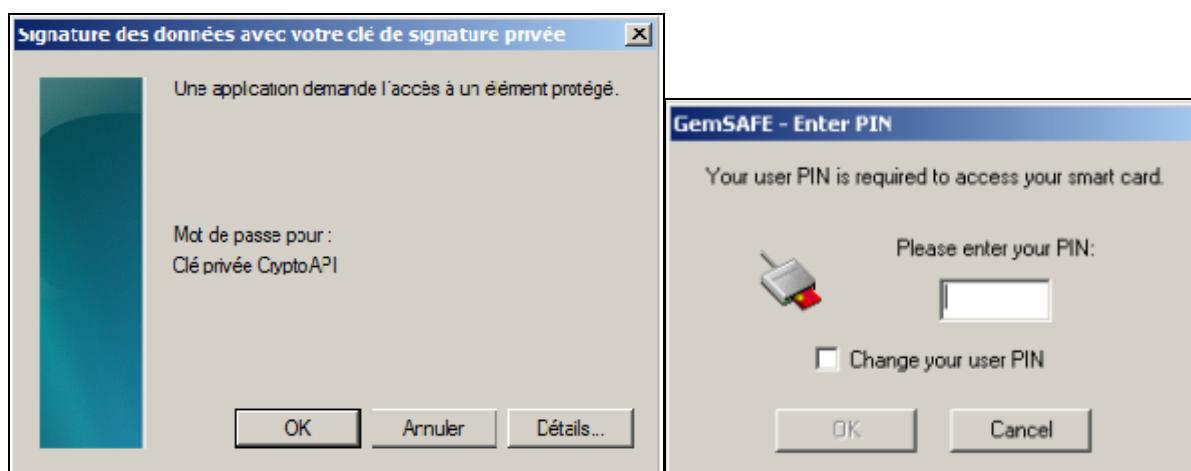 Signature des données avec votre clé de signature privée
Une application demande l'accès à un élément protégé.
Mot de passe pour :
Clé privée CryptoAPI
OK
Annuler
Détails...
GemSAFE - Enter PIN
Your user PIN is required to access your smart card.
Please enter your PIN:
Change your user PIN
OK
Cancel